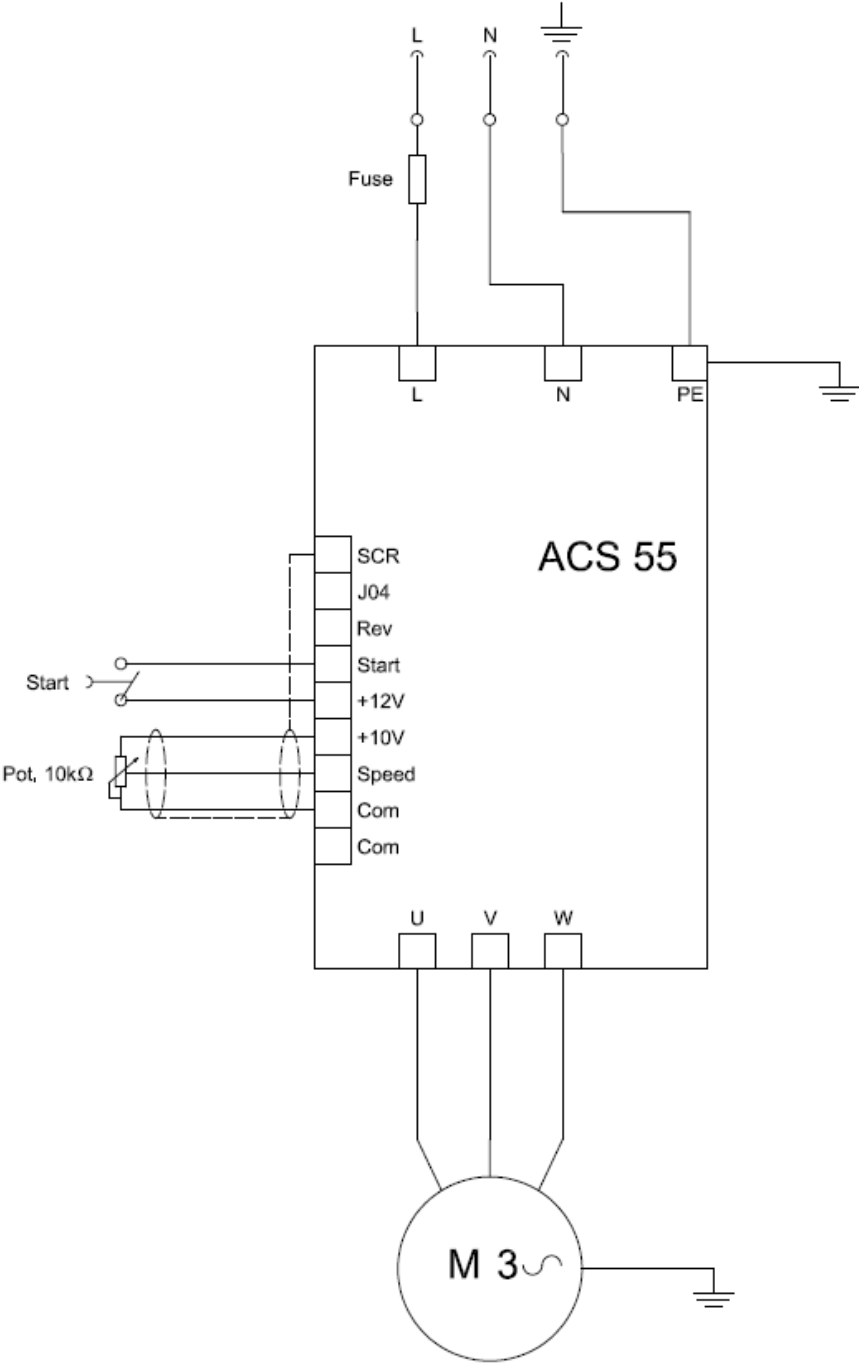 L
N
Fuse
L
N
PE
ACS 55
SCR
J04
Rev
Start
Start
+12V
+10V
Pot, 10kΩ
Speed
Com
Com
U
V
W
M 3